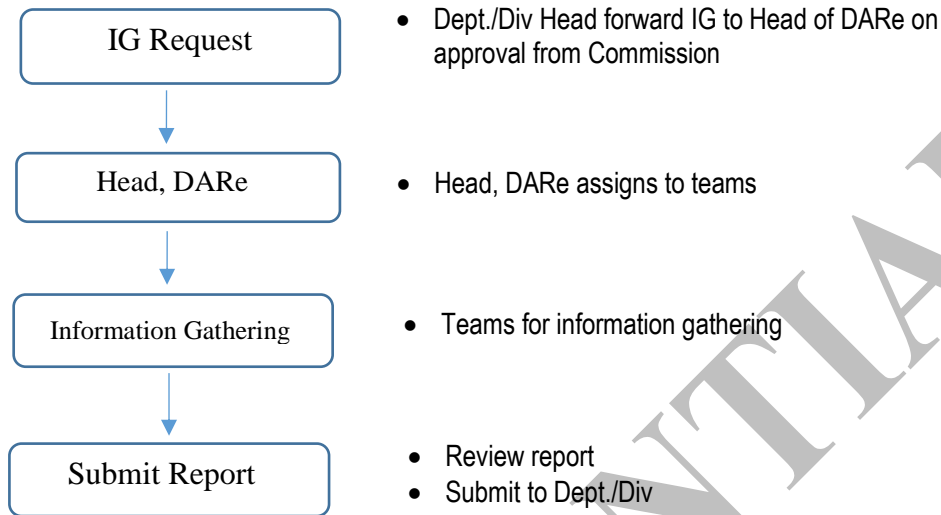 IG Request
• Dept./Div Head forward IG to Head of DARe on
approval from Commission
Head, DARe
• Head, DARe assigns to teams
Information Gathering
• Teams for information gathering
Submit Report
• Review report
• Submit to Dept./Div
NTIA